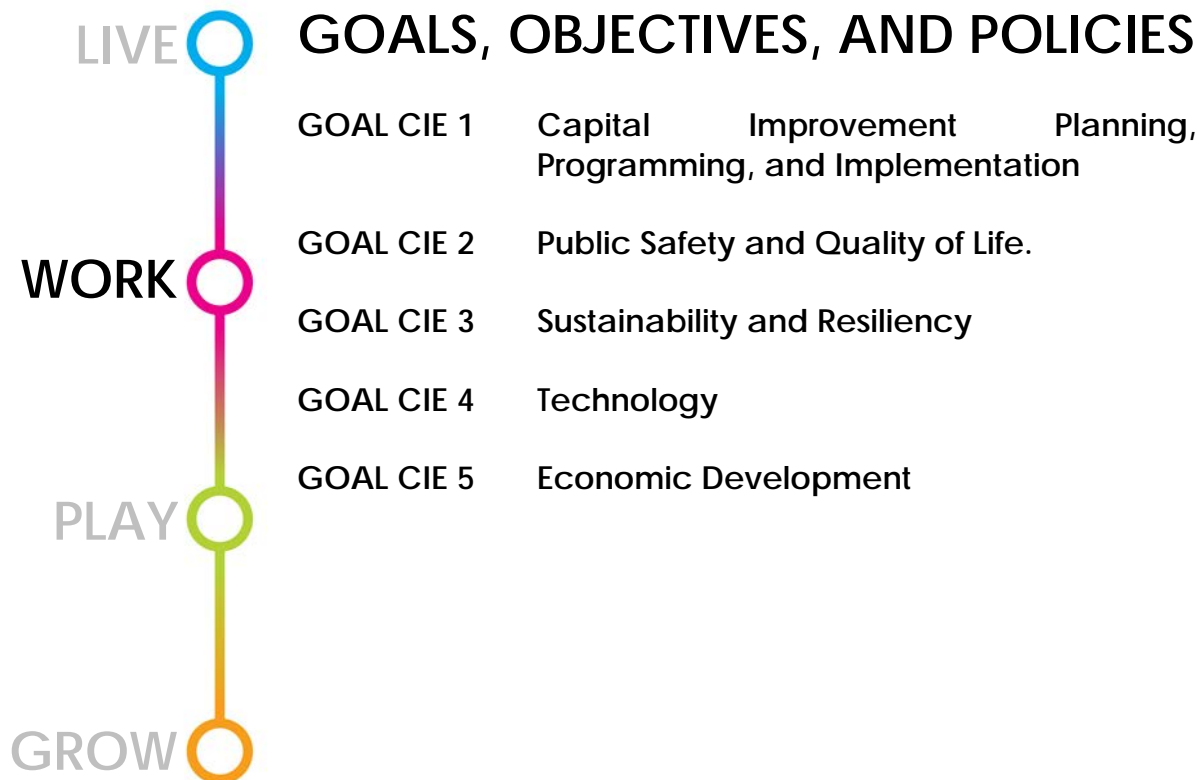 LIVE
GOALS, OBJECTIVES, AND POLICIES
GOAL CIE 1 Capital Improvement Planning,
Programming, and Implementation
GOAL CIE 2 Public Safety and Quality of Life.
WORK
GOAL CIE 3 Sustainability and Resiliency
GOAL CIE 4 Technology
GOAL CIE 5 Economic Development
PLAY
GROW